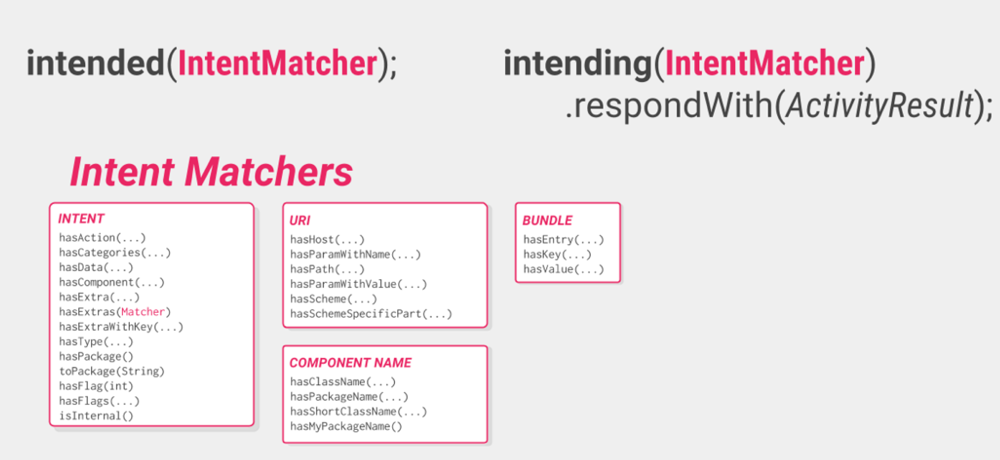 intended(IntentMatcher);
intending(IntentMatcher)
.respondWith(ActivityResult);
Intent Matchers
INTENT
hasAction(...)
hasCategories(...)
hasData(...)
hasComponent(...)
hasExtra(...)
hasExtras(Matcher)
hasExtraWithKey(...)
hasType(...)
hasPackage()
toPackage(String)
hasFlag(int)
hasFlags(...)
isInternal()
URI
hasHost(...)
hasParamWithName(...)
hasPath(...)
hasParamWithValue(...)
hasScheme(...)
hasSchemeSpecificPart(...)
COMPONENT NAME
hasClassName(...)
hasPackageName(...)
hasShortClassName(...)
hasMyPackageName()
BUNDLE
hasEntry(...)
hasKey(...)
hasValue(...)